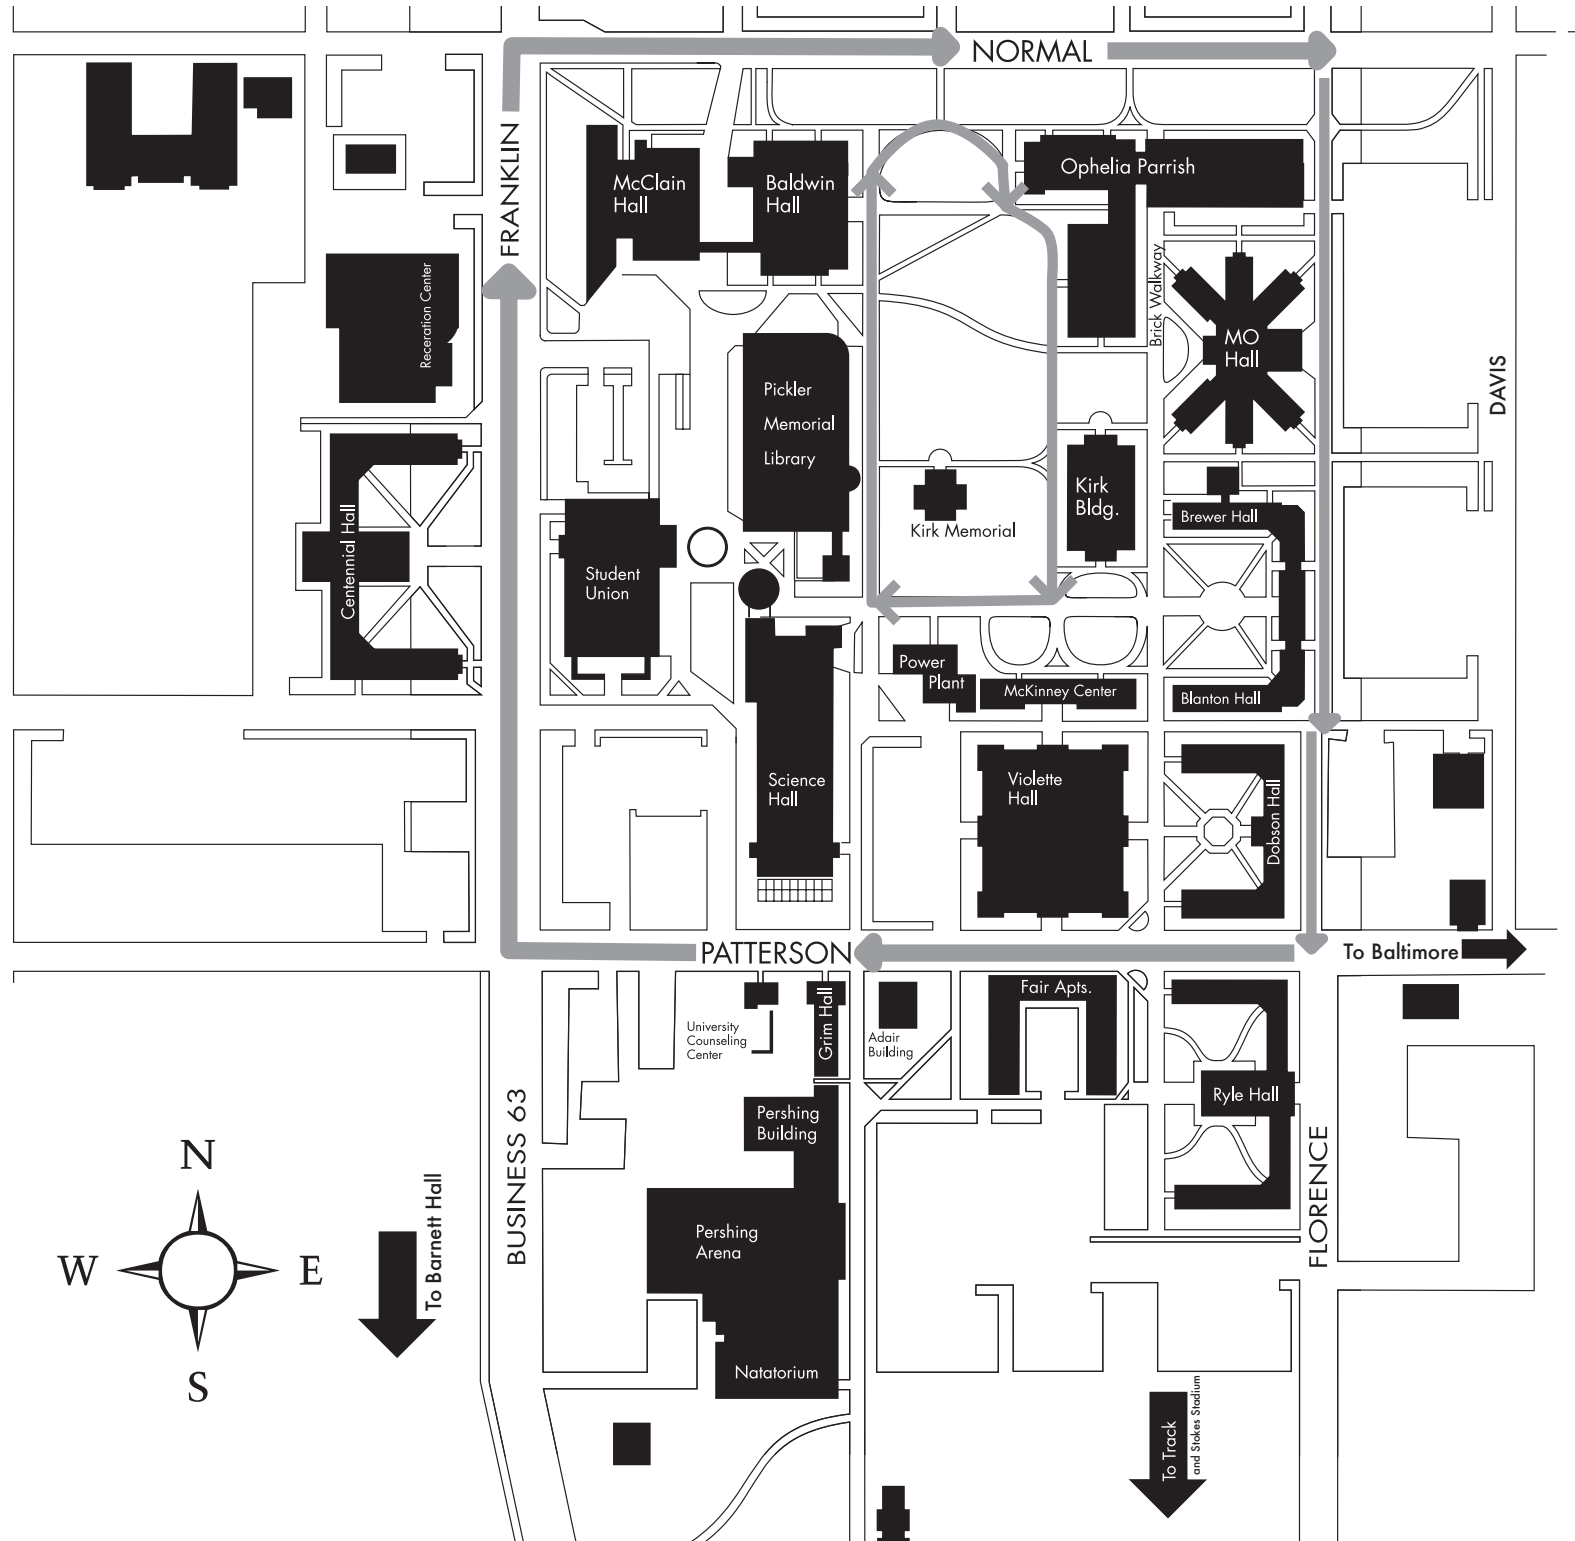 NORMAL
FRANKLIN
McClain
Hall
Baldwin
Hall
Ophelia Parrish
Receration Center
Brick Walkway
MO
Hall
DAVIS
Pickler
Memorial
Library
Kirk
Bldg.
Kirk Memorial
Brewer Hall
Centennial Hall
Student
Union
Power
Plant
McKinney Center
Blanton Hall
Science
Hall
Violette
Hall
Dobson Hall
PATTERSON
To Baltimore
University
Counseling
Center
Grim Hall
Adair
Building
Fair Apts.
Ryle Hall
BUSINESS 63
Pershing
Building
FLORENCE
N
W
E
S
To Barnett Hall
Pershing
Arena
Natatorium
To Track
and Stokes Stadium